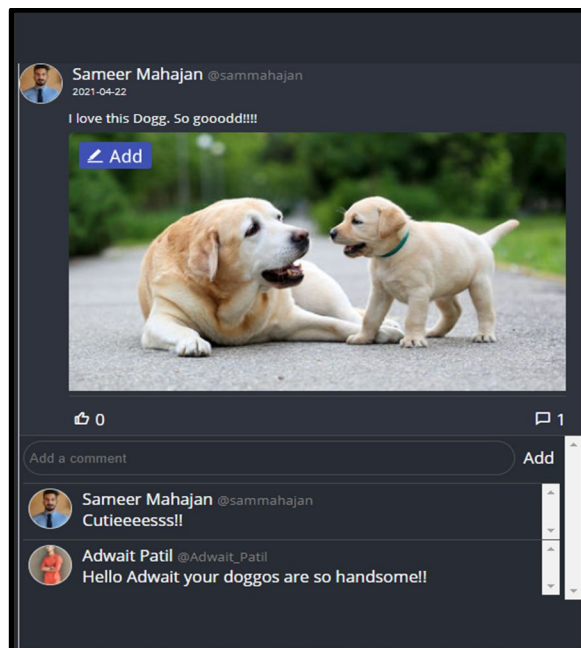 Sameer Mahajan @sammahajan
2021-04-22
I love this Dogg. So gooodd!!!!
Add
0
1
Add a comment
Add
Sameer Mahajan @sammahajan
Cutieeeesss!!
Adwait Patil @Adwait_Patil
Hello Adwait your doggos are so handsome!!